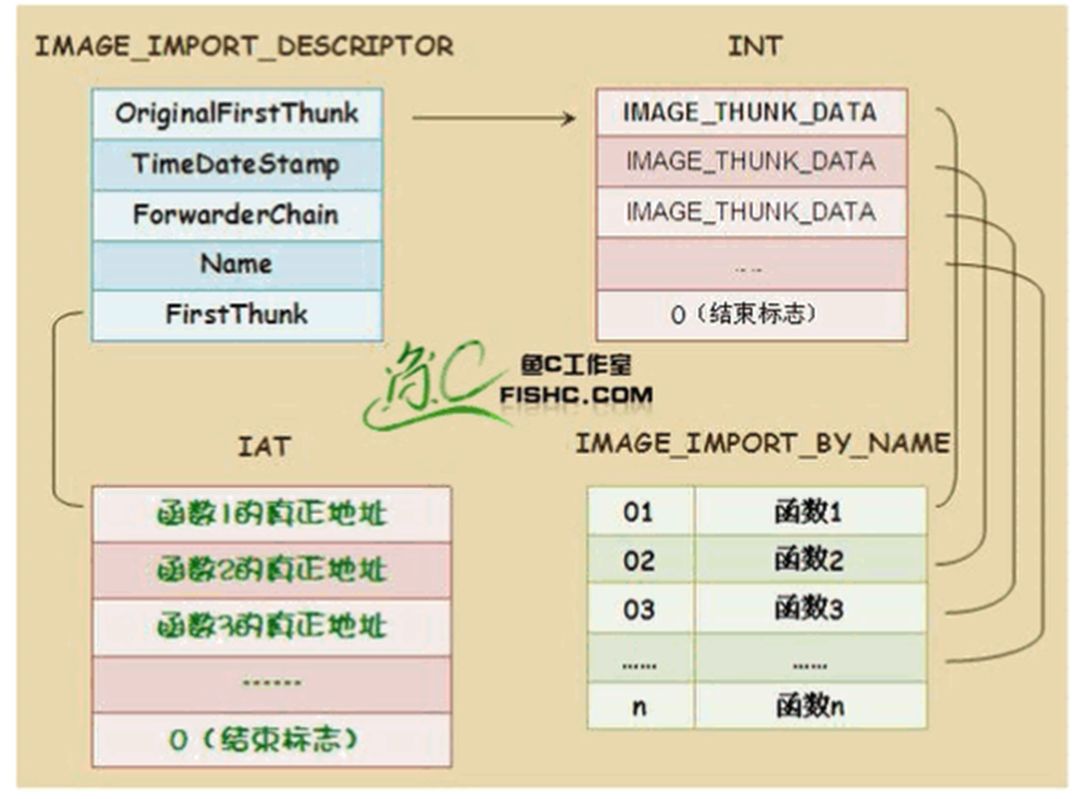 IMAGE_IMPORT_DESCRIPTOR
OriginalFirstThunk
TimeDateStamp
ForwarderChain
Name
FirstThunk
INT
IMAGE_THUNK_DATA
IMAGE_THUNK_DATA
IMAGE_THUNK_DATA
... ...
0（结束标志）
鱼C
鱼C工作室
FISHC.COM
IAT
函数1的真正地址
函数2的真正地址
函数3的真正地址
······
0（结束标志）
IMAGE_IMPORT_BY_NAME
01 函数1
02 函数2
03 函数3
…… ……
n 函数n